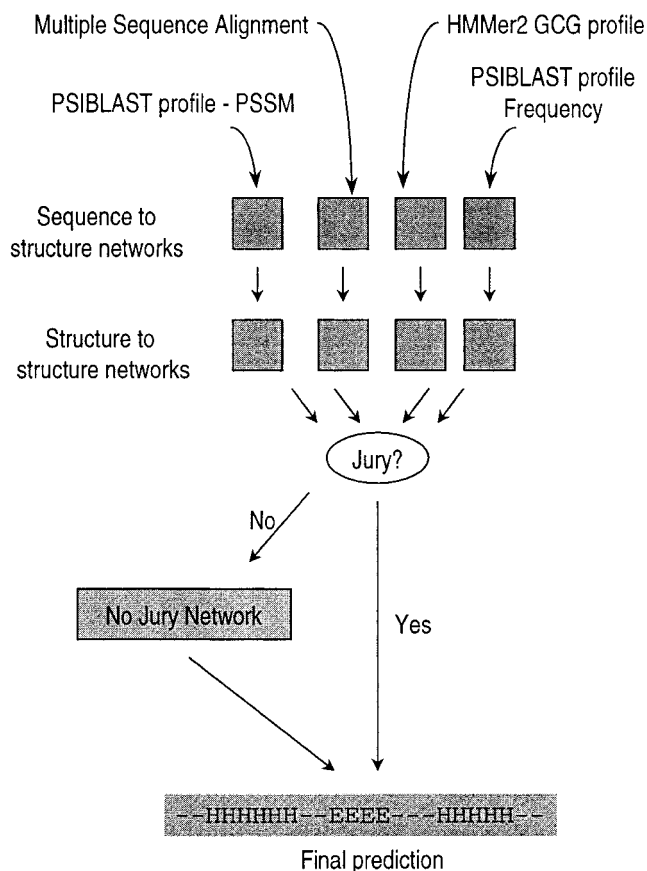 Multiple Sequence Alignment
HMMer2 GCG profile
PSIBLAST profile - PSSM
PSIBLAST profile
Frequency
Sequence to
structure networks
Structure to
structure networks
Jury?
No
No Jury Network
Yes
--HHHHHH--EEEE---HHHHH--
Final prediction